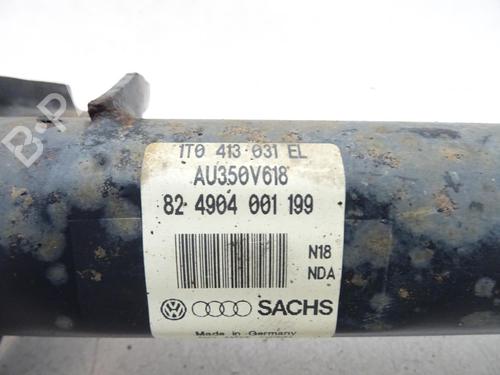 1T0 413 031 EL
AU350V618
82 4904 001 199
N18
NDA
SACHS
Made in Germany
B-P